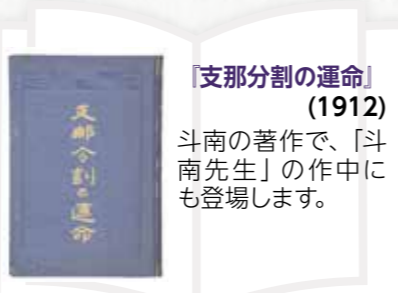 支那分割之運命
『支那分割の運命』
(1912)
斗南の著作で、「斗
南先生」の作中に
も登場します。